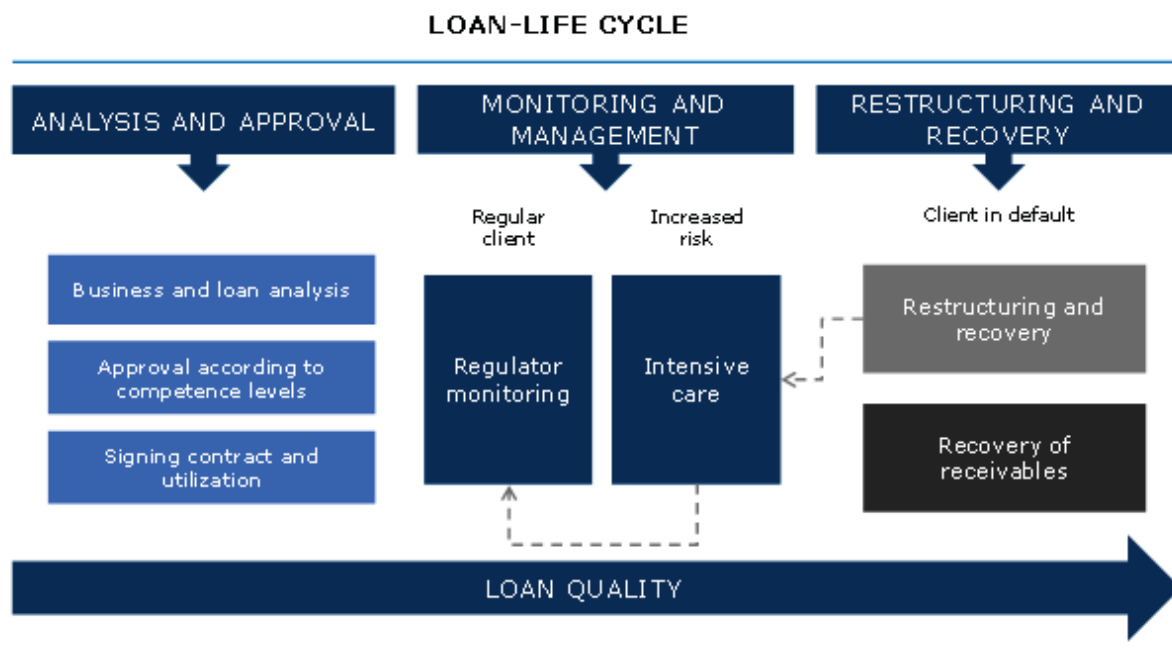 LOAN-LIFE CYCLE
ANALYSIS AND APPROVAL
MONITORING AND
MANAGEMENT
RESTRUCTURING AND
RECOVERY
Regular
client
Increased
risk
Client in default
Business and loan analysis
Approval according to
competence levels
Signing contract and
utilization
Regulator
monitoring
Intensive
care
Restructuring and
recovery
Recovery of
receivables
LOAN QUALITY